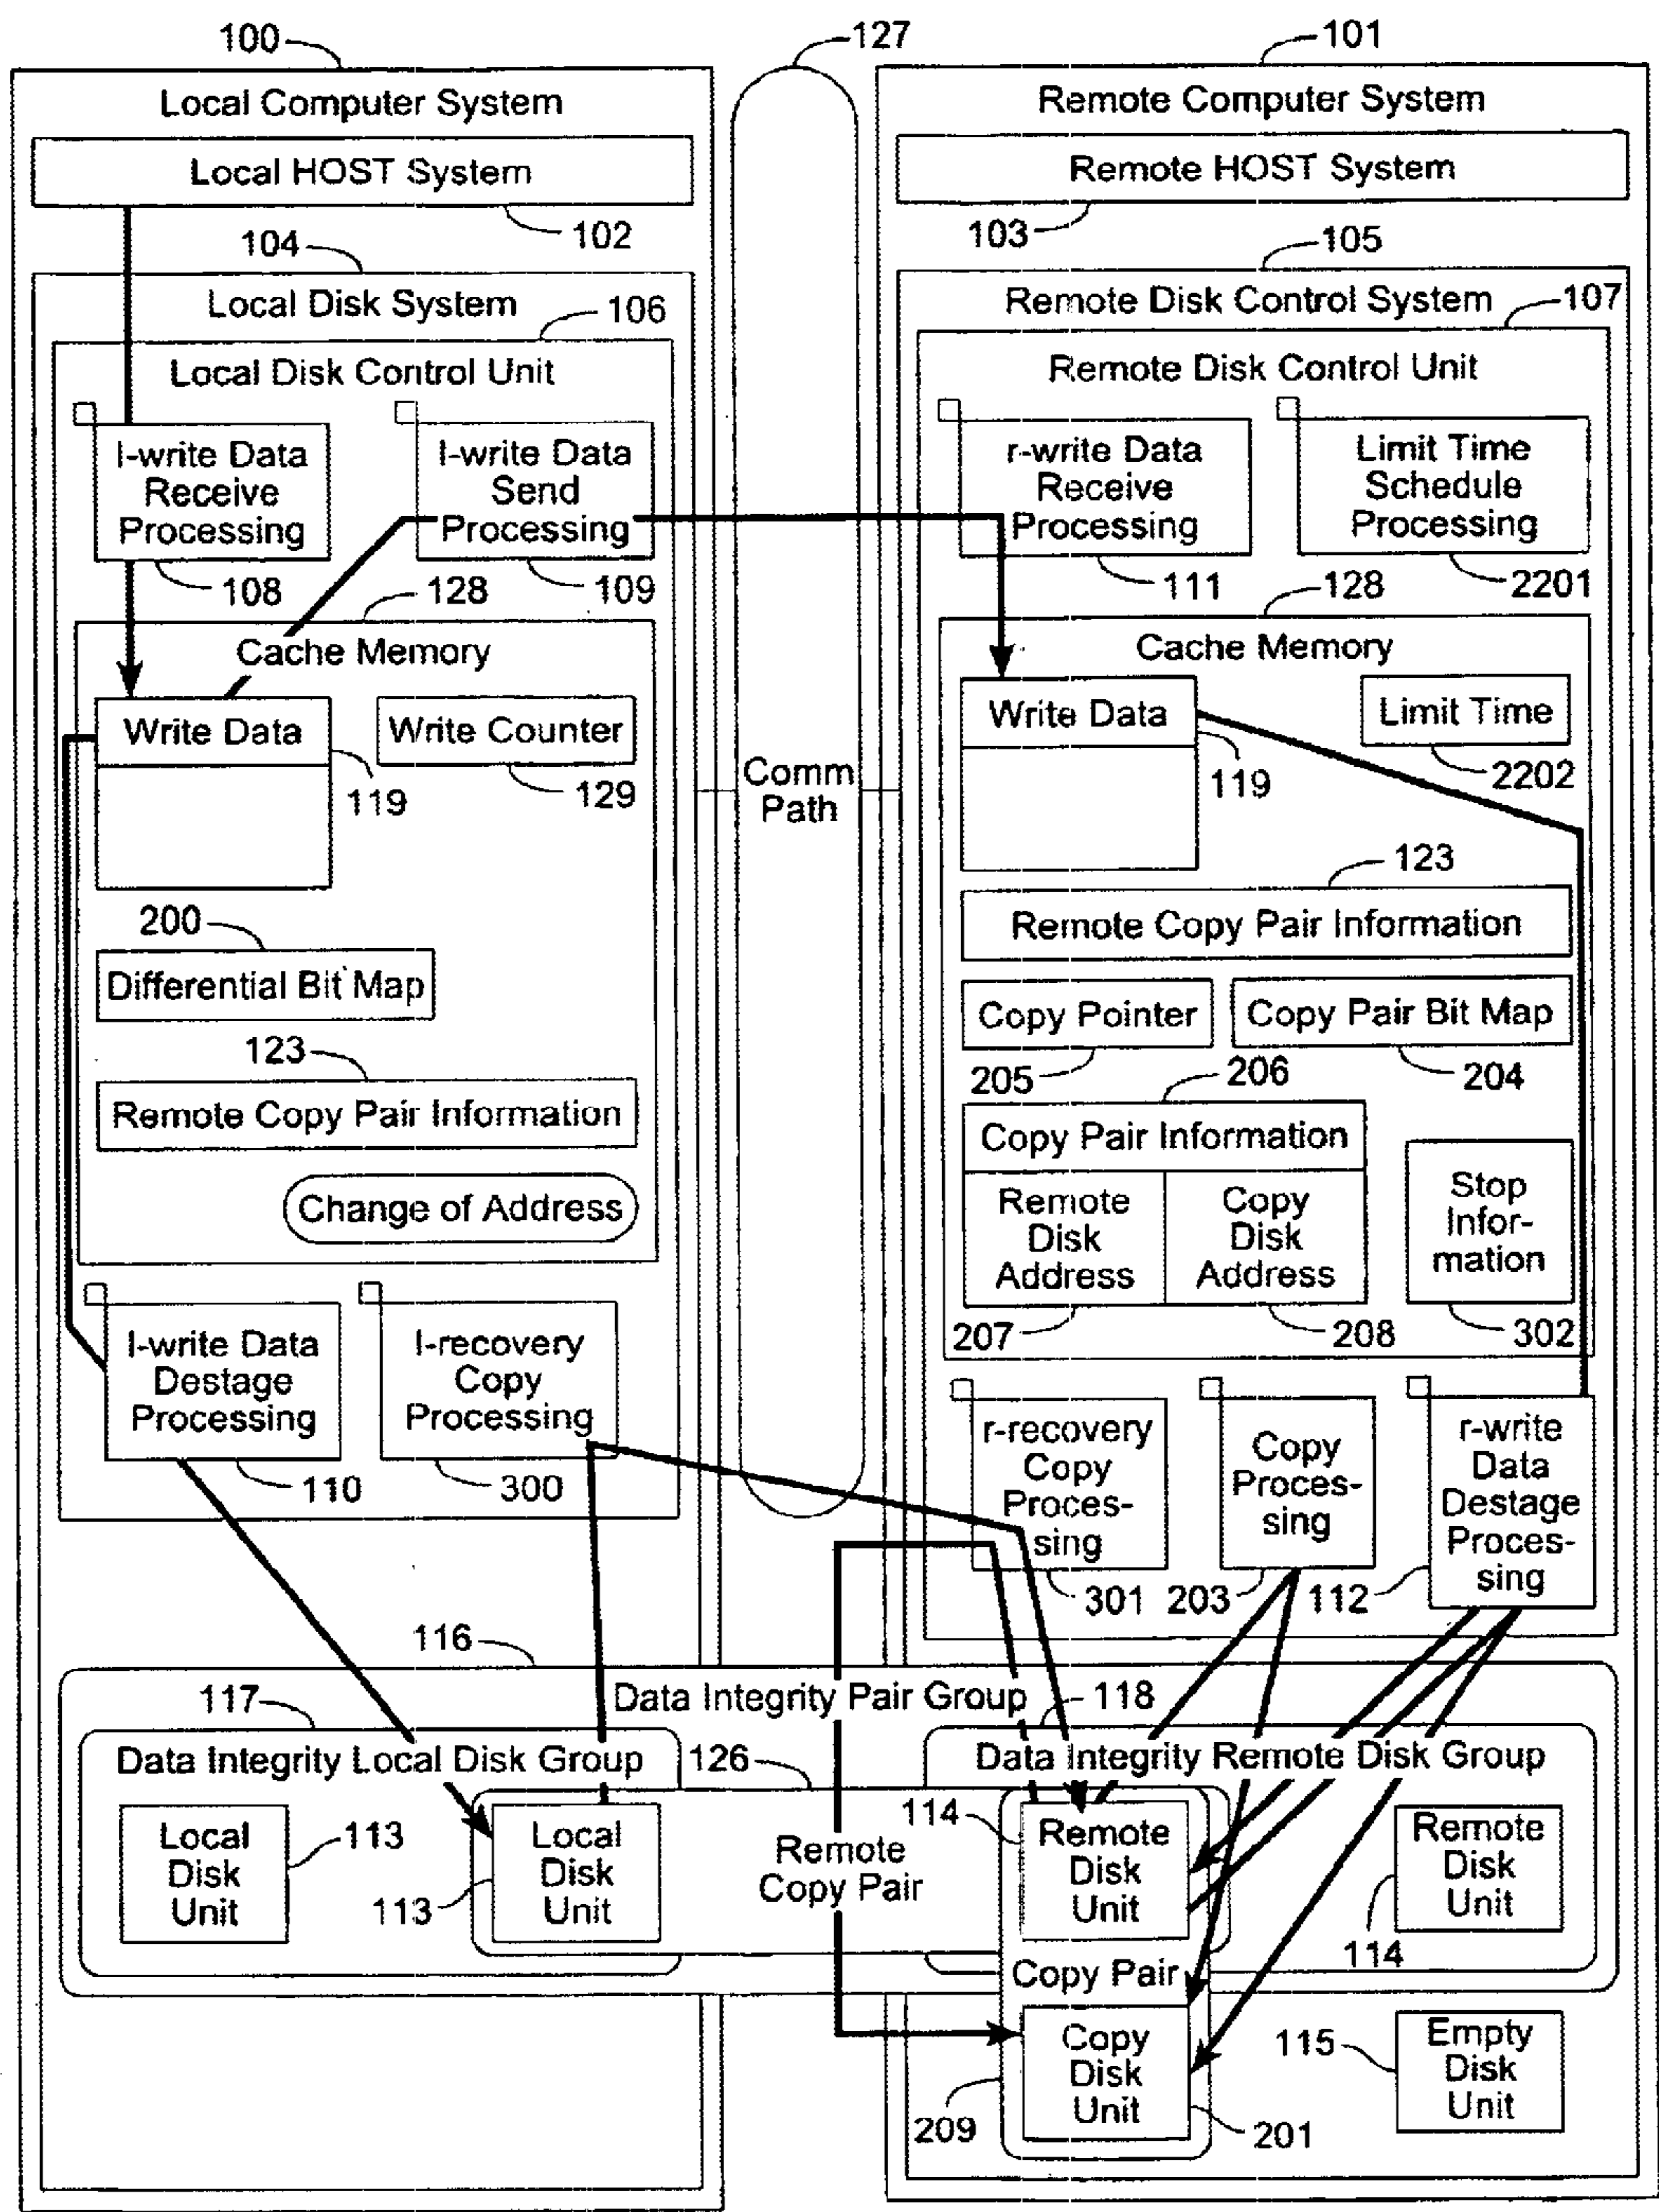 100
127
101
Local Computer System
Remote Computer System
Local HOST System
Remote HOST System
102
103
104
105
Local Disk System
Remote Disk Control System
106
107
Local Disk Control Unit
Remote Disk Control Unit
l-write Data
Receive
Processing
l-write Data
Send
Processing
r-write Data
Receive
Processing
Limit Time
Schedule
Processing
108
109
111
2201
128
128
Cache Memory
Cache Memory
Write Data
Write Counter
Write Data
Limit Time
119
129
119
2202
Comm
Path
123
Remote Copy Pair Information
200
Differential Bit Map
Copy Pointer
Copy Pair Bit Map
205
204
123
206
Remote Copy Pair Information
Copy Pair Information
Remote
Disk
Address
Copy
Disk
Address
Stop
Infor-
mation
Change of Address
207
208
302
l-write Data
Destage
Processing
l-recovery
Copy
Processing
r-recovery
Copy
Proces-
sing
Copy
Proces-
sing
r-write
Data
Destage
Proces-
sing
110
300
301
203
112
116
Data Integrity Pair Group
117
118
Data Integrity Local Disk Group
126
Data Integrity Remote Disk Group
Local
Disk
Unit
113
Local
Disk
Unit
113
Remote
Copy Pair
114
Remote
Disk
Unit
Remote
Disk
Unit
114
Copy Pair
Copy
Disk
Unit
115
Empty
Disk
Unit
209
201